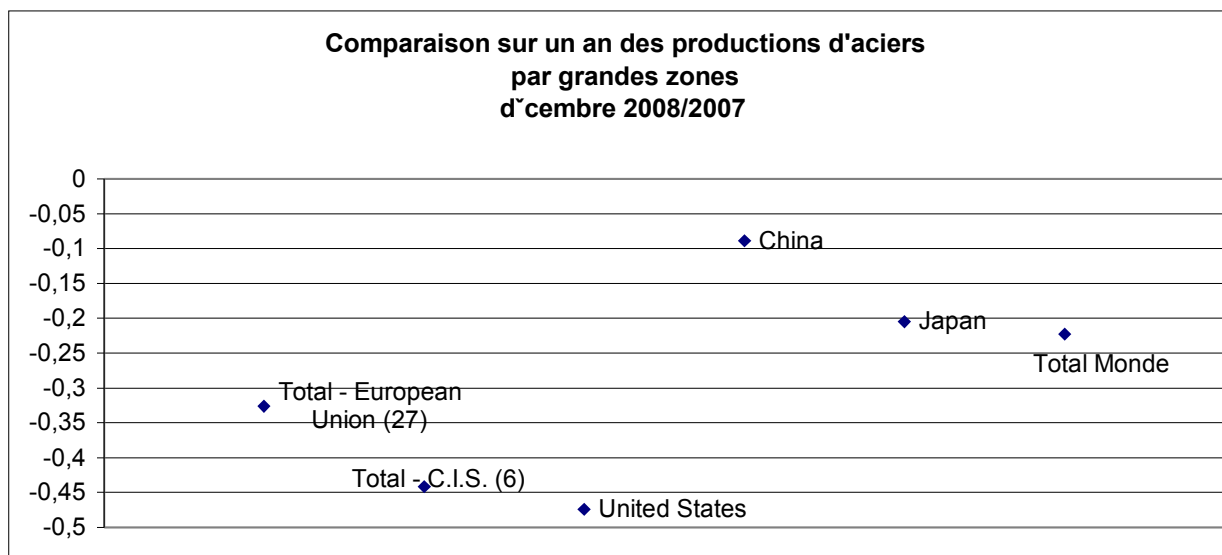 Comparaison sur un an des productions d'aciers
par grandes zones
dˇcembre 2008/2007
0
-0,05
-0,1
-0,15
-0,2
-0,25
-0,3
-0,35
-0,4
-0,45
-0,5
China
Japan
Total Monde
Total - European
Union (27)
Total - C.I.S. (6)
United States